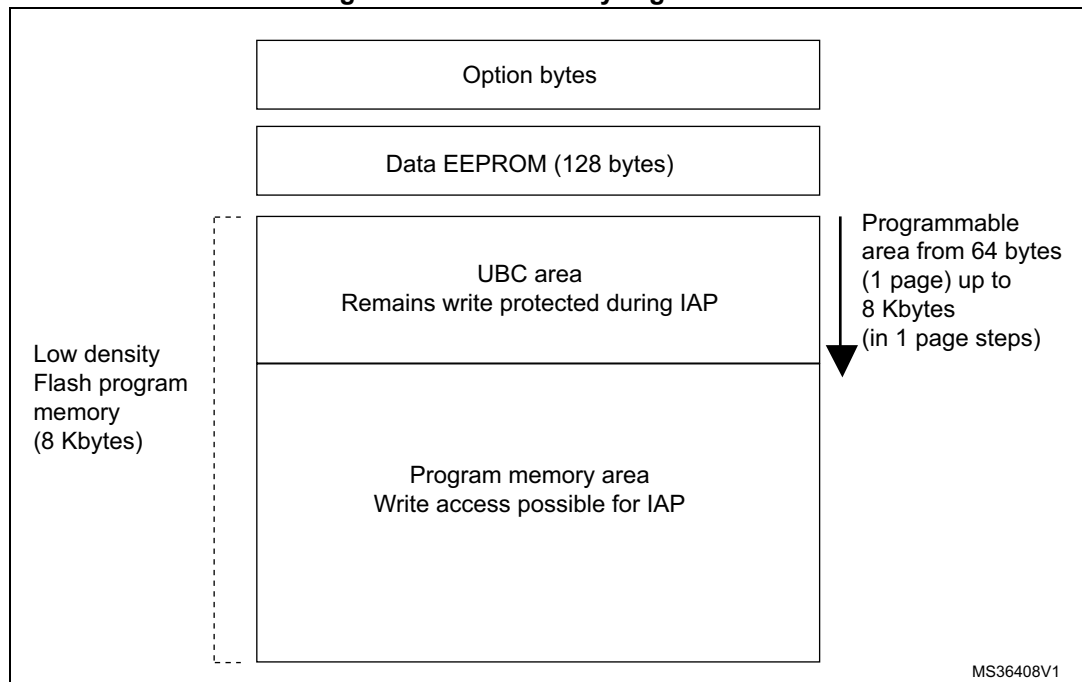 Option bytes
Data EEPROM (128 bytes)
UBC area
Remains write protected during IAP
Programmable
area from 64 bytes
(1 page) up to
8 Kbytes
(in 1 page steps)
Low density
Flash program
memory
(8 Kbytes)
Program memory area
Write access possible for IAP
MS36408V1